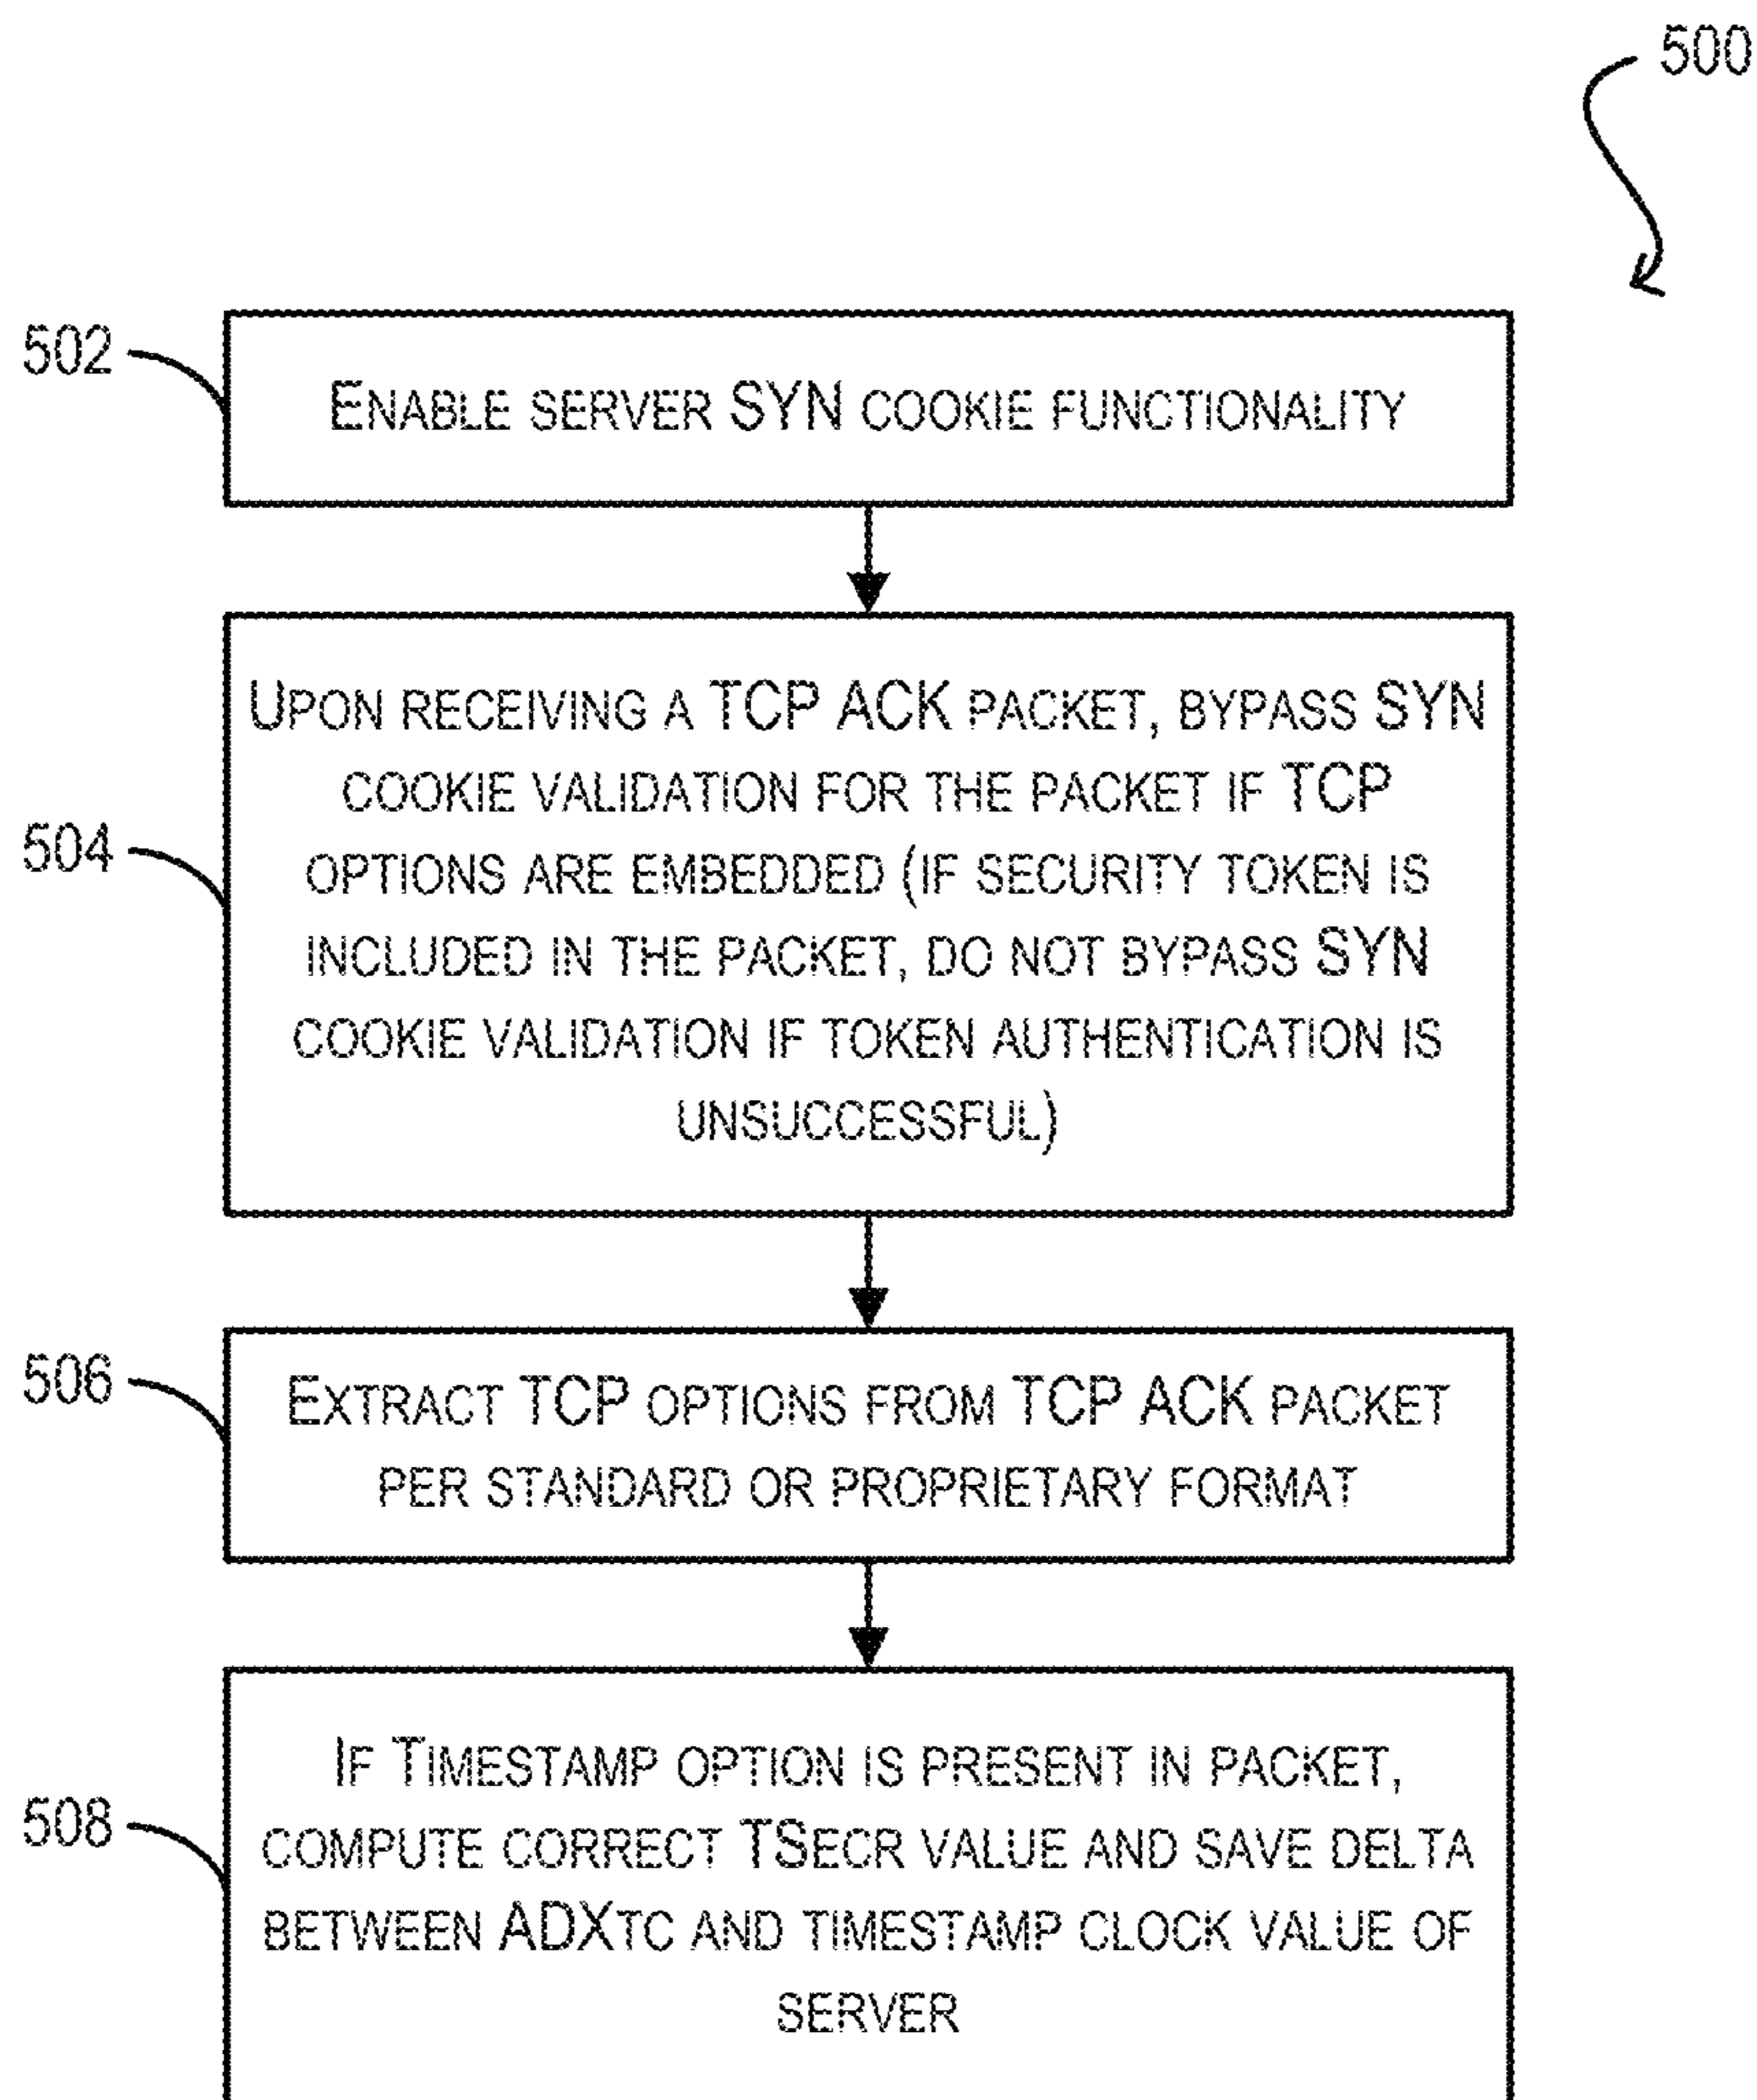 500
502
ENABLE SERVER SYN COOKIE FUNCTIONALITY
504
UPON RECEIVING A TCP ACK PACKET, BYPASS SYN
COOKIE VALIDATION FOR THE PACKET IF TCP
OPTIONS ARE EMBEDDED (IF SECURITY TOKEN IS
INCLUDED IN THE PACKET, DO NOT BYPASS SYN
COOKIE VALIDATION IF TOKEN AUTHENTICATION IS
UNSUCCESSFUL)
506
EXTRACT TCP OPTIONS FROM TCP ACK PACKET
PER STANDARD OR PROPRIETARY FORMAT
508
IF TIMESTAMP OPTION IS PRESENT IN PACKET,
COMPUTE CORRECT TSECR VALUE AND SAVE DELTA
BETWEEN ADXTC AND TIMESTAMP CLOCK VALUE OF
SERVER